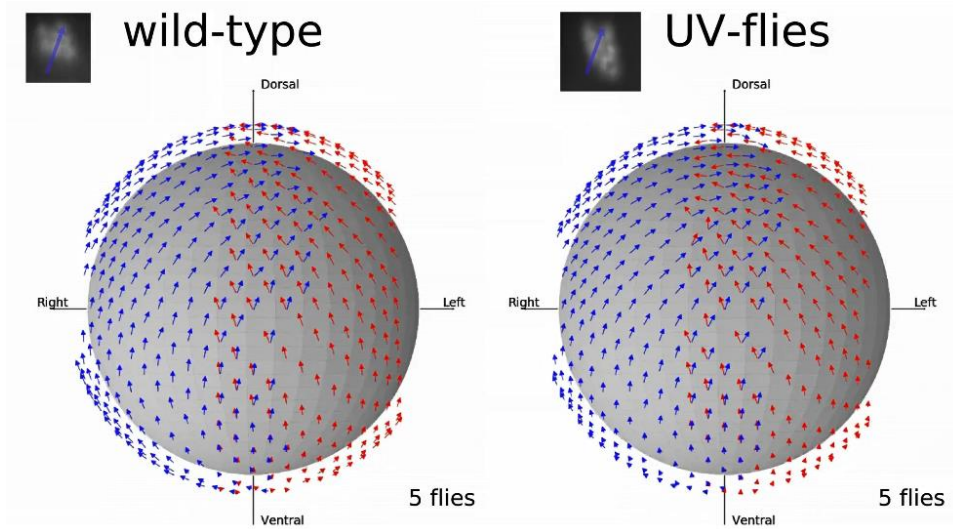 wild-type
Dorsal
Right
Left
5 flies
Ventral
UV-flies
Dorsal
Right
Left
5 flies
Ventral